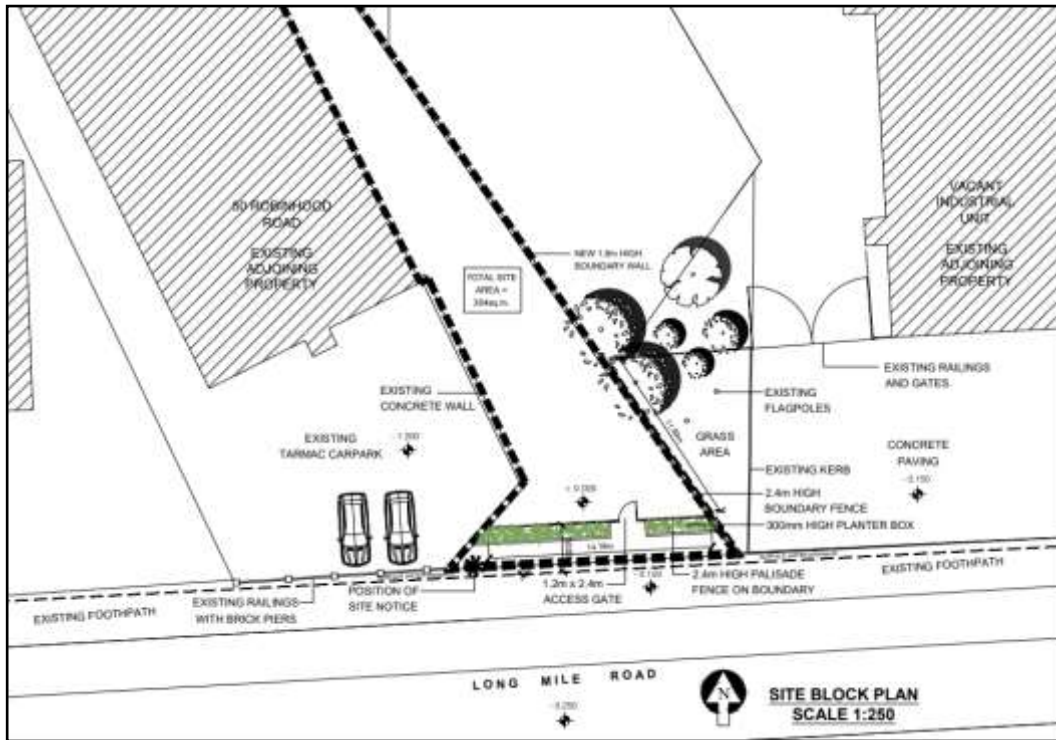 50 ROBINHOOD
ROAD
EXISTING
ADJOINING
PROPERTY
TOTAL SITE
AREA =
394sq.m.
NEW 1.8m HIGH
BOUNDARY WALL
VACANT
INDUSTRIAL
UNIT
EXISTING
ADJOINING
PROPERTY
EXISTING RAILINGS
AND GATES
EXISTING
CONCRETE WALL
EXISTING
FLAGPOLES
EXISTING
TARMAC CARPARK
GRASS
AREA
CONCRETE
PAVING
- 0.150
EXISTING KERB
2.4m HIGH
BOUNDARY FENCE
300mm HIGH PLANTER BOX
2.4m HIGH PALISADE
FENCE ON BOUNDARY
1.2m x 2.4m
ACCESS GATE
POSITION OF
SITE NOTICE
EXISTING RAILINGS
WITH BRICK PIERS
EXISTING FOOTPATH
EXISTING FOOTPATH
LONG MILE ROAD
N
SITE BLOCK PLAN
SCALE 1:250